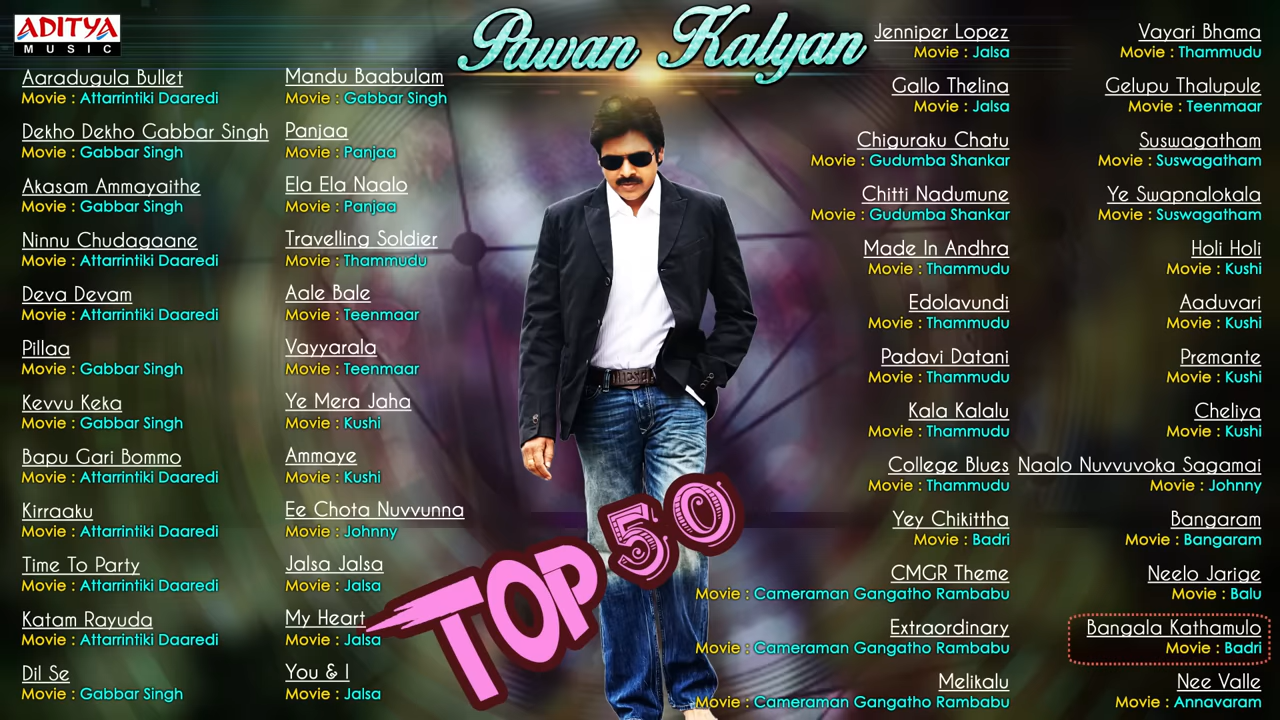 ADITYA
MUSIC
Pawan Kalyan
Aaradugula Bullet
Movie : Attarrintiki Daaredi
Dekho Dekho Gabbar Singh
Movie : Gabbar Singh
Akasam Ammayaithe
Movie : Gabbar Singh
Ninnu Chudagaane
Movie : Attarrintiki Daaredi
Deva Devam
Movie : Attarrintiki Daaredi
Pillaa
Movie : Gabbar Singh
Kevvu Keka
Movie : Gabbar Singh
Bapu Gari Bommo
Movie : Attarrintiki Daaredi
Kirraaku
Movie : Attarrintiki Daaredi
Time To Party
Movie : Attarrintiki Daaredi
Katam Rayuda
Movie : Attarrintiki Daaredi
Dil Se
Movie : Gabbar Singh
Mandu Baabulam
Movie : Gabbar Singh
Panjaa
Movie : Panjaa
Ela Ela Naalo
Movie : Panjaa
Travelling Soldier
Movie : Thammudu
Aale Bale
Movie : Teenmaar
Vayyarala
Movie : Teenmaar
Ye Mera Jaha
Movie : Kushi
Ammaye
Movie : Kushi
Ee Chota Nuvvunna
Movie : Johnny
Jalsa Jalsa
Movie : Jalsa
My Heart
Movie : Jalsa
You & I
Movie : Jalsa
TOP 50
Jenniper Lopez
Movie : Jalsa
Gallo Thelina
Movie : Jalsa
Chiguraku Chatu
Movie : Gudumba Shankar
Chitti Nadumune
Movie : Gudumba Shankar
Made In Andhra
Movie : Thammudu
Edolavundi
Movie : Thammudu
Padavi Datani
Movie : Thammudu
Kala Kalalu
Movie : Thammudu
College Blues
Movie : Thammudu
Yey Chikittha
Movie : Badri
CMGR Theme
Movie : Cameraman Gangatho Rambabu
Extraordinary
Movie : Cameraman Gangatho Rambabu
Melikalu
Movie : Cameraman Gangatho Rambabu
Vayari Bhama
Movie : Thammudu
Gelupu Thalupule
Movie : Teenmaar
Suswagatham
Movie : Suswagatham
Ye Swapnalokala
Movie : Suswagatham
Holi Holi
Movie : Kushi
Aaduvari
Movie : Kushi
Premante
Movie : Kushi
Cheliya
Movie : Kushi
Naalo Nuvvuvoka Sagamai
Movie : Johnny
Bangaram
Movie : Bangaram
Neelo Jarige
Movie : Balu
Bangala Kathamulo
Movie : Badri
Nee Valle
Movie : Annavaram